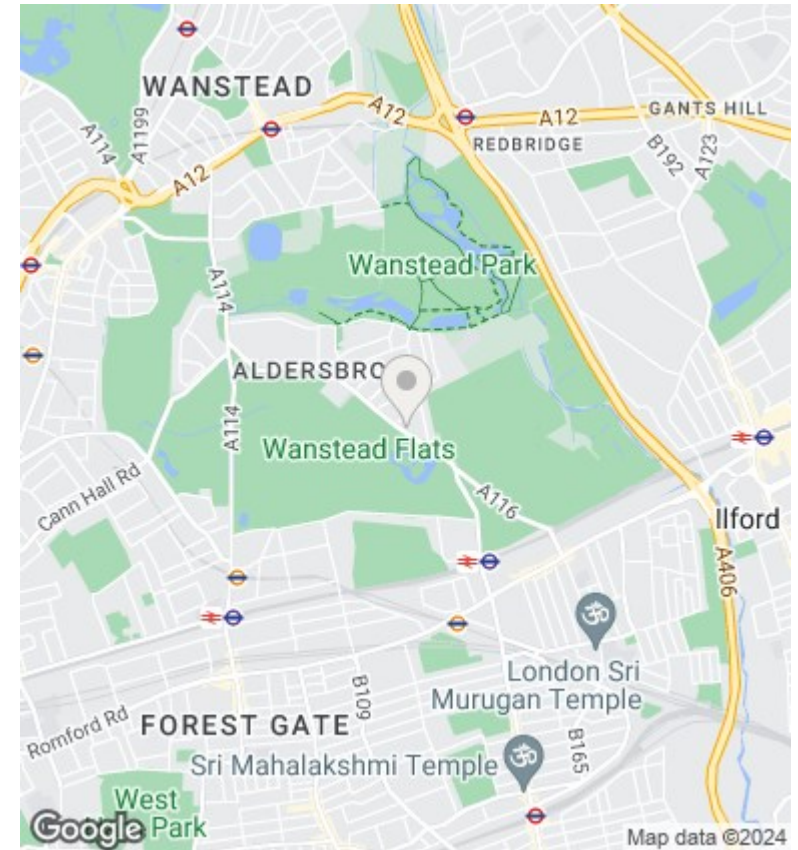 WANSTEAD
A12
GANTS HILL
A12
A1199
A114
REDBRIDGE
B192
A123
A12
Wanstead Park
A114
ALDERSBRO
A114
Wanstead Flats
Cann Hall Rd
A116
Ilford
A406
London Sri
Murugan Temple
B109
Romford Rd
FOREST GATE
B165
Sri Mahalakshmi Temple
West
Park
Google
Map data ©2024